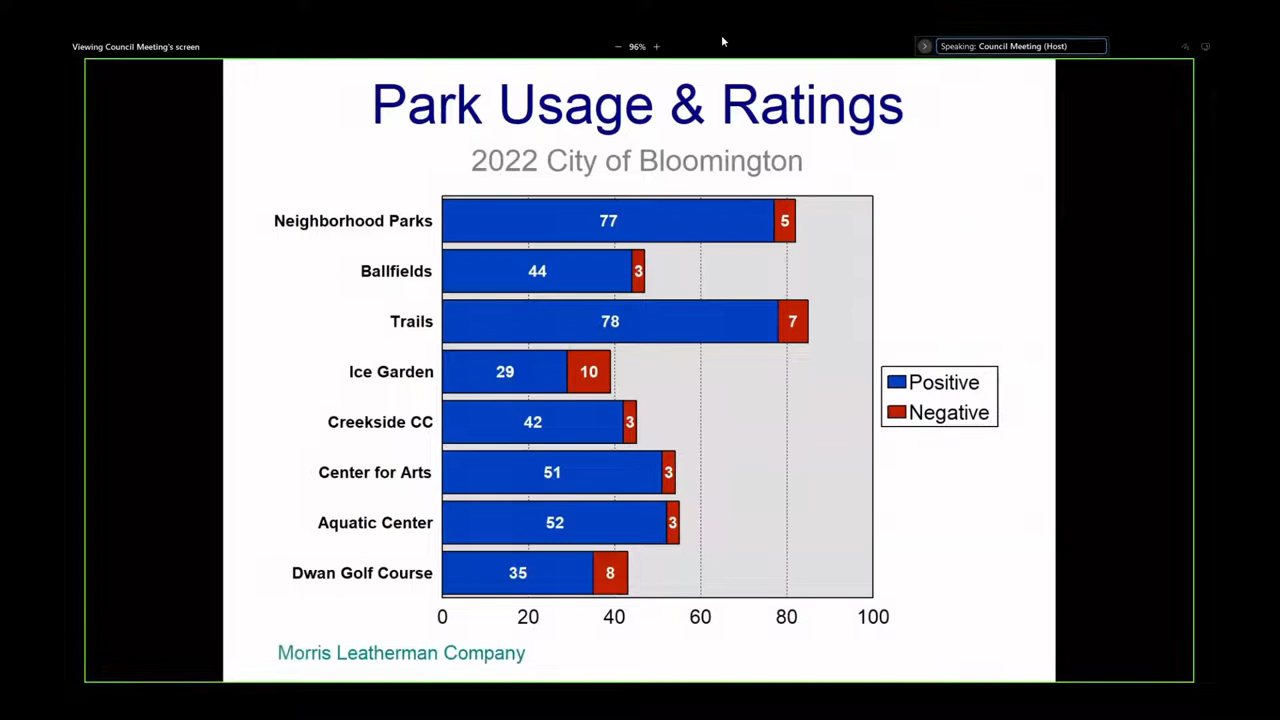 Viewing Council Meeting's screen
− 96% +
Speaking: Council Meeting (Host)
Park Usage & Ratings
2022 City of Bloomington
Neighborhood Parks 77 5
Ballfields 44 3
Trails 78 7
Ice Garden 29 10
Creekside CC 42 3
Center for Arts 51 3
Aquatic Center 52 3
Dwan Golf Course 35 8
Positive
Negative
0 20 40 60 80 100
Morris Leatherman Company